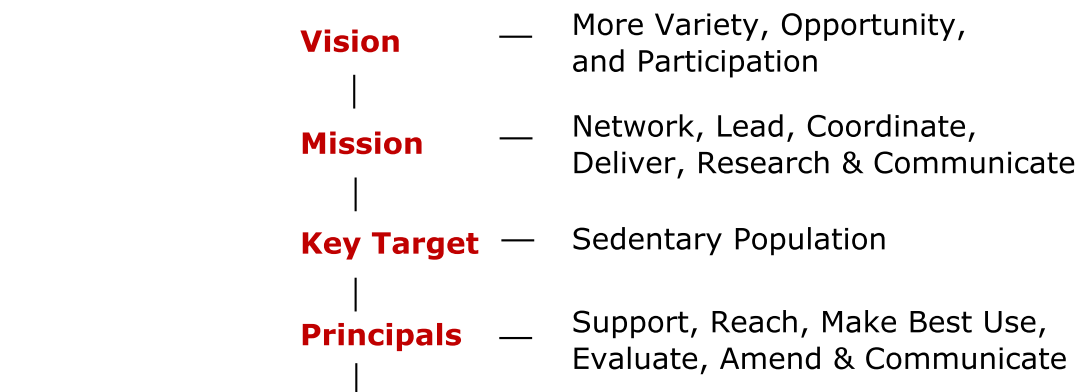 Vision
More Variety, Opportunity,
and Participation
Mission
Network, Lead, Coordinate,
Deliver, Research & Communicate
Key Target
Sedentary Population
Principals
Support, Reach, Make Best Use,
Evaluate, Amend & Communicate